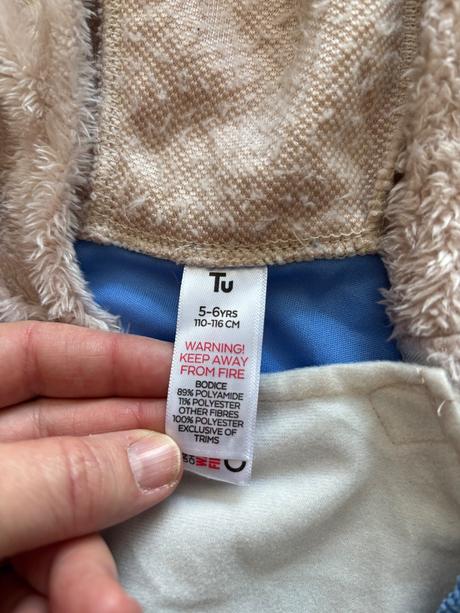 Tu
5-6YRS
110-116 CM
WARNING!
KEEP AWAY
FROM FIRE
BODICE
89% POLYAMIDE
11% POLYESTER
OTHER FIBRES
100% POLYESTER
EXCLUSIVE OF
TRIMS